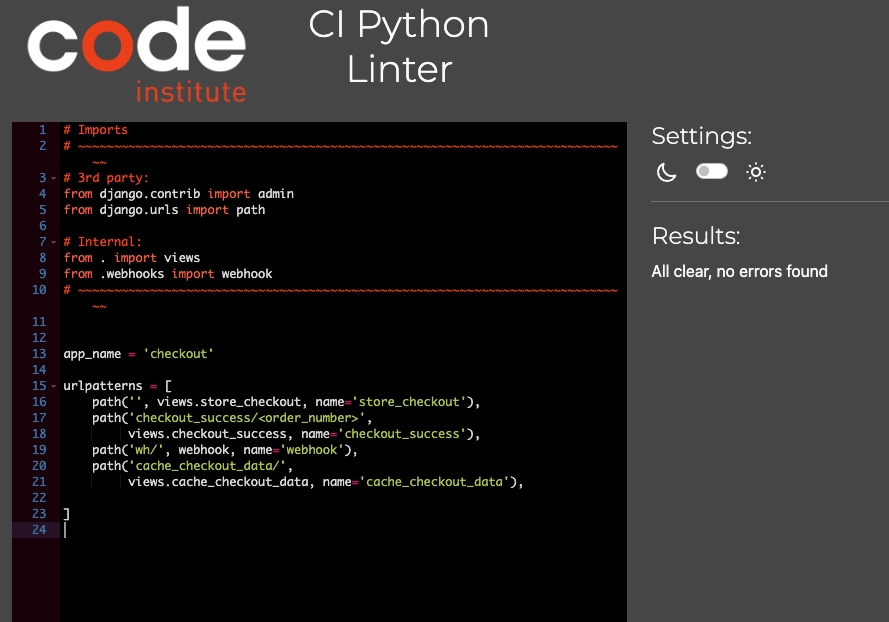 code
institute
CI Python
Linter
1 # Imports
2 # ~~~~~~~~~~~~~~~~~~~~~~~~~~~~~~~~~~~~~~~~~~~~~~~~~~~~~~~~~~~~~~~~~~~~~~~~~~~
~~
3 # 3rd party:
4 from django.contrib import admin
5 from django.urls import path
6
7 # Internal:
8 from . import views
9 from .webhooks import webhook
10 # ~~~~~~~~~~~~~~~~~~~~~~~~~~~~~~~~~~~~~~~~~~~~~~~~~~~~~~~~~~~~~~~~~~~~~~~~~~~
~~
11
12
13 app_name = 'checkout'
14
15 urlpatterns = [
16     path('', views.store_checkout, name='store_checkout'),
17     path('checkout_success/<order_number>',
18          views.checkout_success, name='checkout_success'),
19     path('wh/', webhook, name='webhook'),
20     path('cache_checkout_data/',
21          views.cache_checkout_data, name='cache_checkout_data'),
22
23 ]
24
Settings:
Results:
All clear, no errors found